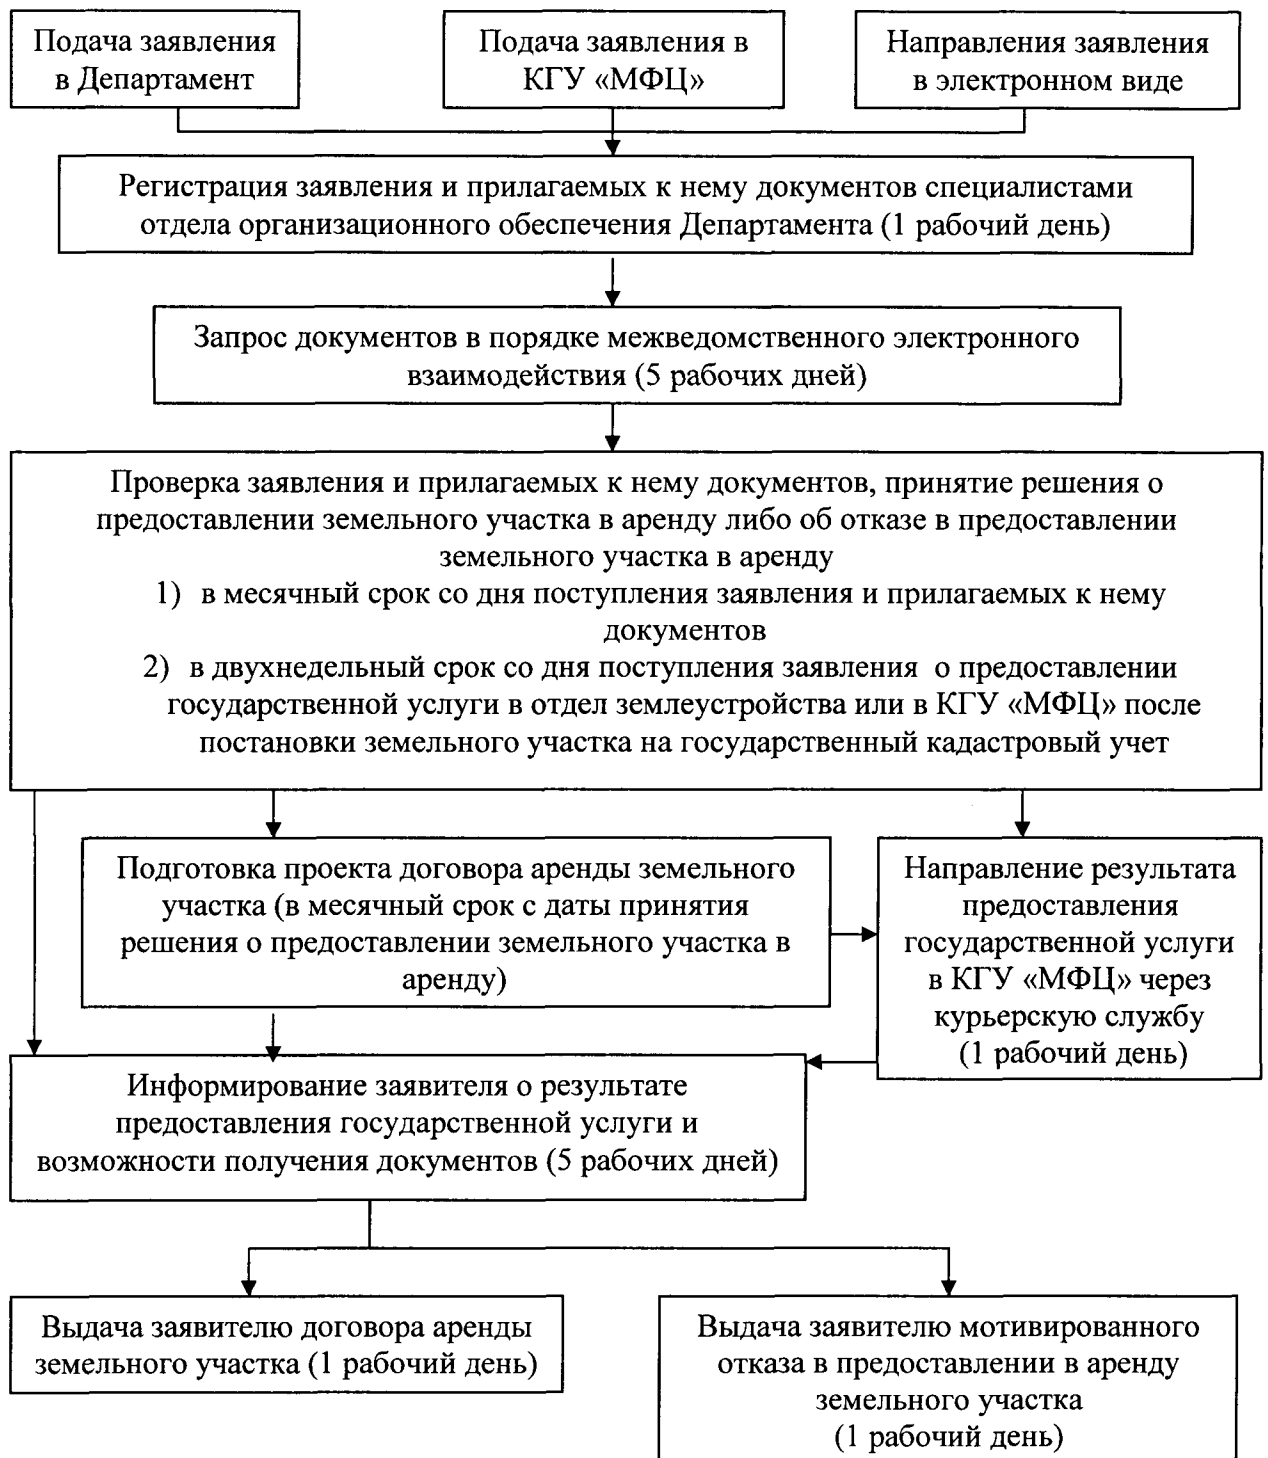 Подача заявления
в Департамент
Подача заявления в
КГУ «МФЦ»
Направления заявления
в электронном виде
Регистрация заявления и прилагаемых к нему документов специалистами
отдела организационного обеспечения Департамента (1 рабочий день)
Запрос документов в порядке межведомственного электронного
взаимодействия (5 рабочих дней)
Проверка заявления и прилагаемых к нему документов, принятие решения о
предоставлении земельного участка в аренду либо об отказе в предоставлении
земельного участка в аренду
1) в месячный срок со дня поступления заявления и прилагаемых к нему
документов
2) в двухнедельный срок со дня поступления заявления о предоставлении
государственной услуги в отдел землеустройства или в КГУ «МФЦ» после
постановки земельного участка на государственный кадастровый учет
Подготовка проекта договора аренды земельного
участка (в месячный срок с даты принятия
решения о предоставлении земельного участка в
аренду)
Направление результата
предоставления
государственной услуги
в КГУ «МФЦ» через
курьерскую службу
(1 рабочий день)
Информирование заявителя о результате
предоставления государственной услуги и
возможности получения документов (5 рабочих дней)
Выдача заявителю договора аренды
земельного участка (1 рабочий день)
Выдача заявителю мотивированного
отказа в предоставлении в аренду
земельного участка
(1 рабочий день)